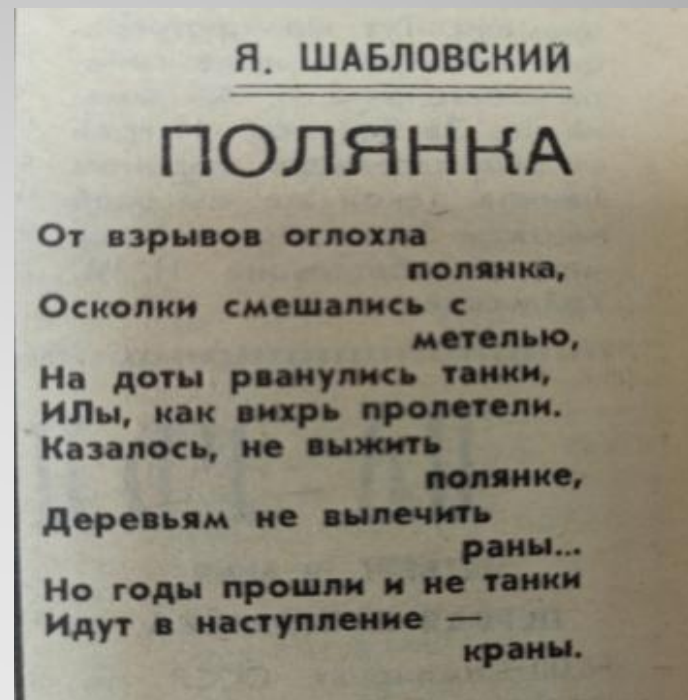 Я. ШАБЛОВСКИЙ
ПОЛЯНКА
От взрывов оглохла
полянка,
Осколки смешались с
метелью,
На доты рванулись танки,
ИЛы, как вихрь пролетели.
Казалось, не выжить
полянке,
Деревьям не вылечить
раны...
Но годы прошли и не танки
Идут в наступление —
краны.